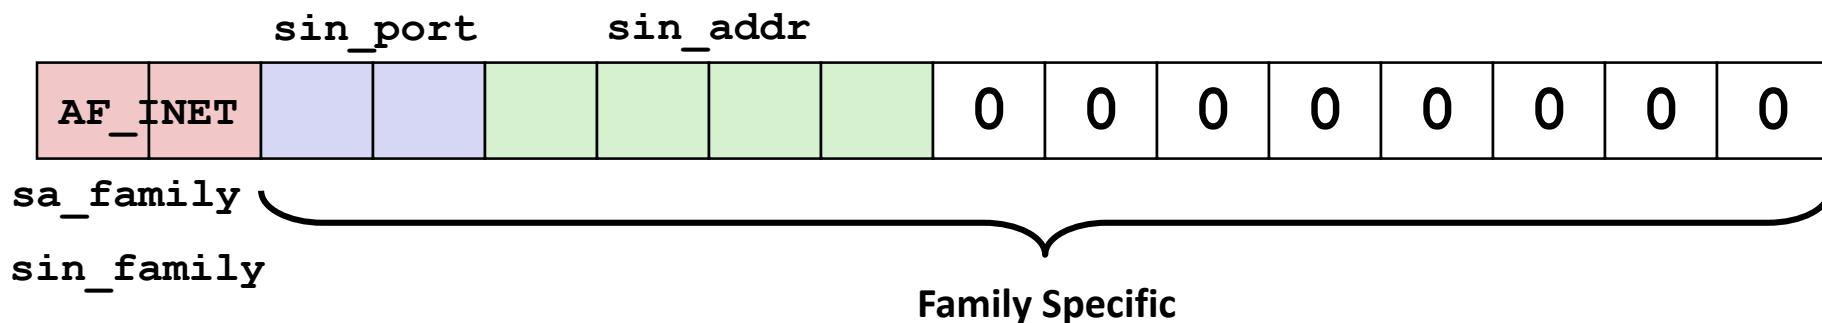 sin_port sin_addr
AF_INET 0 0 0 0 0 0 0 0
sa_family
sin_family
Family Specific